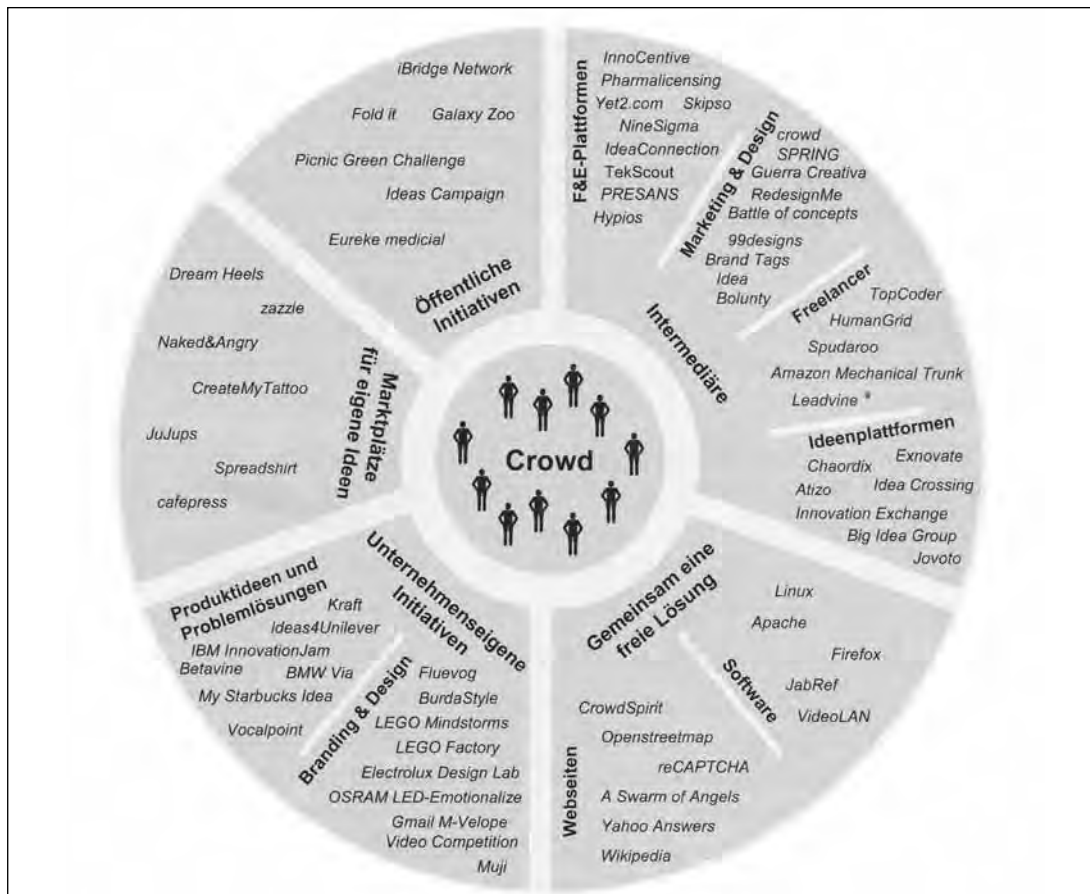 iBridge Network
Fold it
Galaxy Zoo
Picnic Green Challenge
Ideas Campaign
Eureke medicial
Öffentliche
Initiativen
F&E-Plattformen
InnoCentive
Pharmalicensing
Yet2.com Skipso
NineSigma
IdeaConnection
TekScout
PRESANS
Hypios
Marketing & Design
crowd
SPRING
Guerra Creativa
RedesignMe
Battle of concepts
99designs
Brand Tags
Idea
Bolunty
Freelancer
TopCoder
HumanGrid
Spudaroo
Amazon Mechanical Trunk
Leadvine *
Intermediäre
Ideenplattformen
Chaordix
Exnovate
Atizo
Idea Crossing
Innovation Exchange
Big Idea Group
Jovoto
Dream Heels
zazzle
Naked&Angry
CreateMyTattoo
JuJups
Spreadshirt
cafepress
Marktplätze
für eigene Ideen
Crowd
Produktideen und
Problemlösungen
Kraft
Ideas4Unilever
IBM InnovationJam
Betavine
BMW Via
My Starbucks Idea
Vocalpoint
Unternehmenseigene
Initiativen
Branding & Design
Fluevog
BurdaStyle
LEGO Mindstorms
LEGO Factory
Electrolux Design Lab
OSRAM LED-Emotionalize
Gmail M-Velope
Video Competition
Muji
Gemeinsam eine
freie Lösung
Software
Linux
Apache
Firefox
JabRef
VideoLAN
Webseiten
CrowdSpirit
Openstreetmap
reCAPTCHA
A Swarm of Angels
Yahoo Answers
Wikipedia